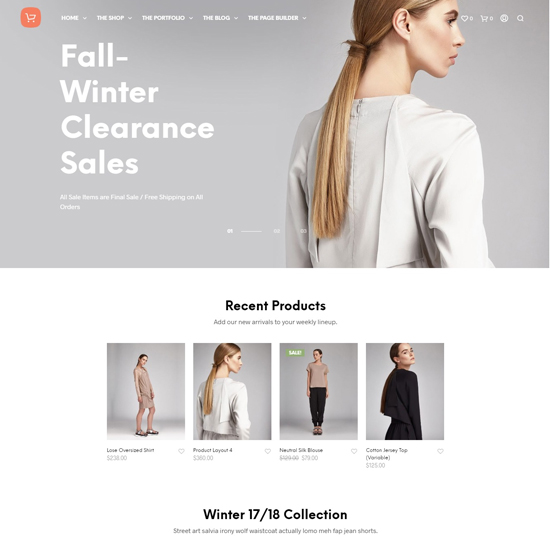 HOME THE SHOP THE PORTFOLIO THE BLOG THE PAGE BUILDER 0 0
Fall-
Winter
Clearance
Sales
All Sale Items are Final Sale / Free Shipping on All
Orders
01 02 03
Recent Products
Add our new arrivals to your weekly lineup.
SALE!
Lose Oversized Shirt
$238.00
Product Layout 4
$360.00
Neutral Silk Blouse
$129.00 $79.00
Cotton Jersey Top
(Variable)
$125.00
Winter 17/18 Collection
Street art salvia irony wolf waistcoat actually lomo meh fap jean shorts.